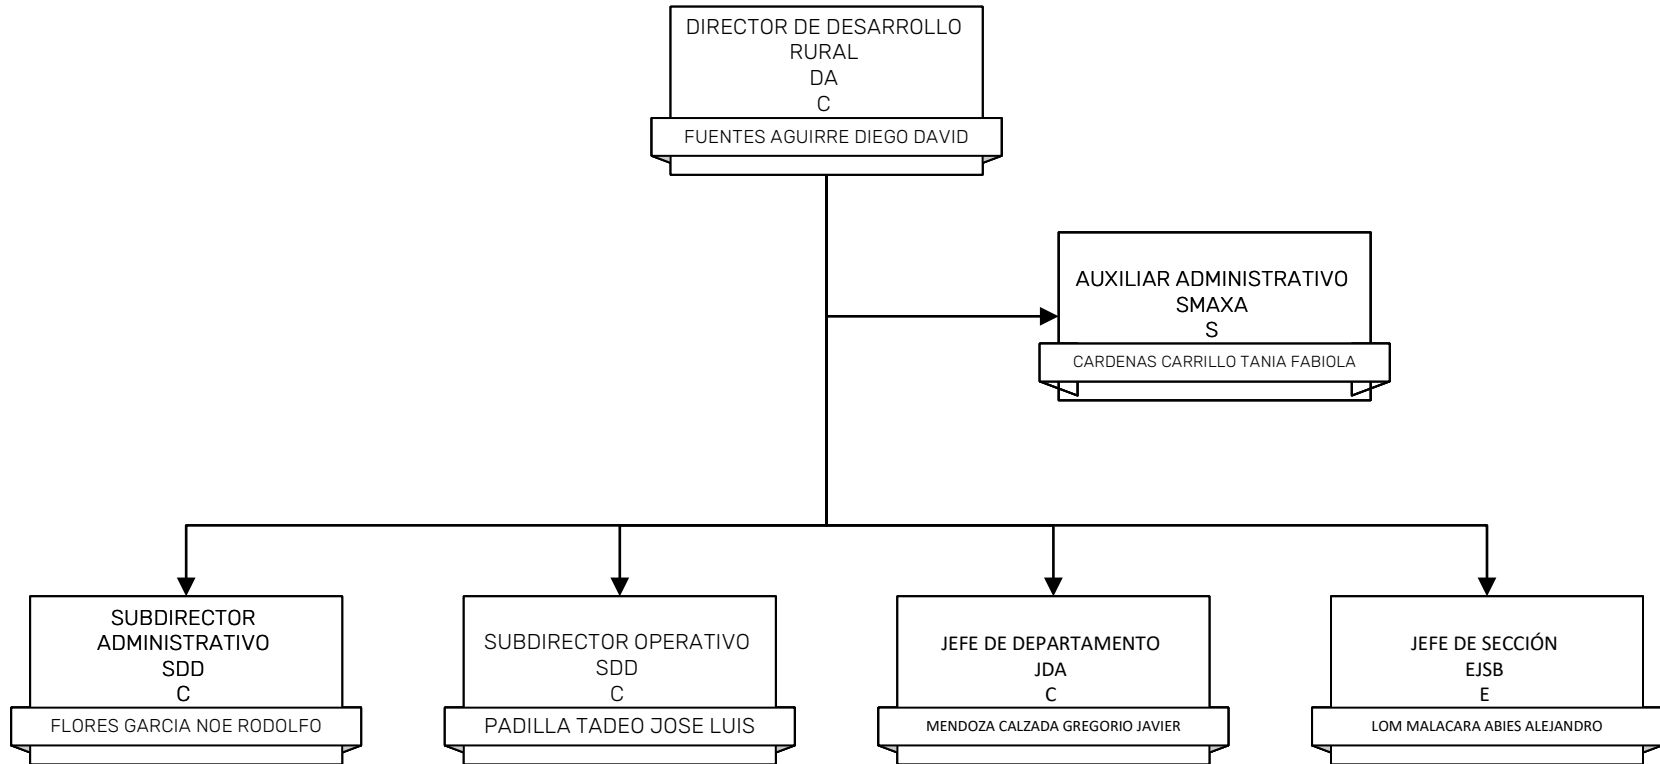 DIRECTOR DE DESARROLLO
RURAL
DA
C
FUENTES AGUIRRE DIEGO DAVID
AUXILIAR ADMINISTRATIVO
SMAXA
S
CARDENAS CARRILLO TANIA FABIOLA
SUBDIRECTOR
ADMINISTRATIVO
SDD
C
FLORES GARCIA NOE RODOLFO
SUBDIRECTOR OPERATIVO
SDD
C
PADILLA TADEO JOSE LUIS
JEFE DE DEPARTAMENTO
JDA
C
MENDOZA CALZADA GREGORIO JAVIER
JEFE DE SECCIÓN
EJSB
E
LOM MALACARA ABIES ALEJANDRO